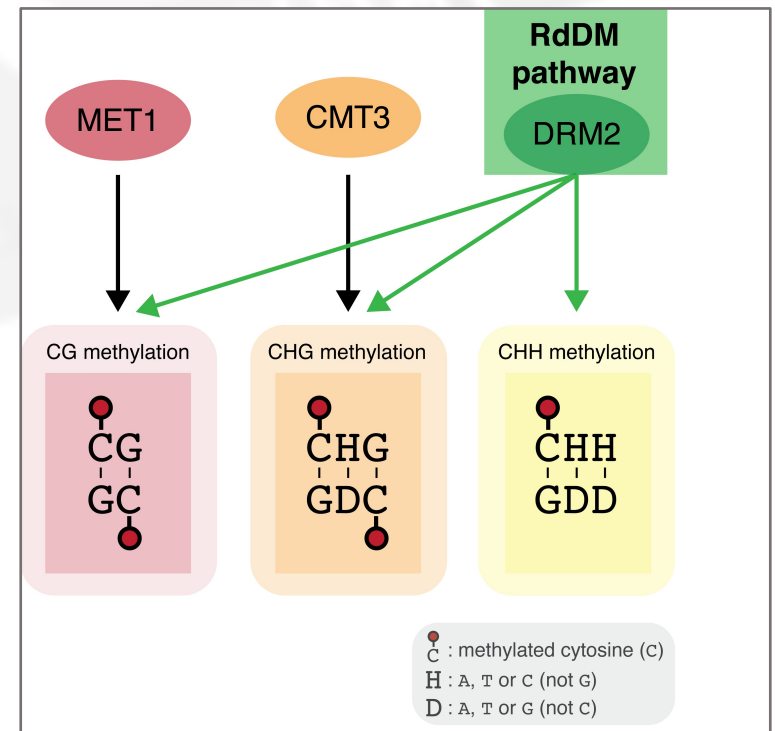 RdDM
pathway
MET1
CMT3
DRM2
CG methylation
CHG methylation
CHH methylation
CG
GC
CHG
GDC
CHH
GDD
C : methylated cytosine (C)
H : A, T or C (not G)
D : A, T or G (not C)